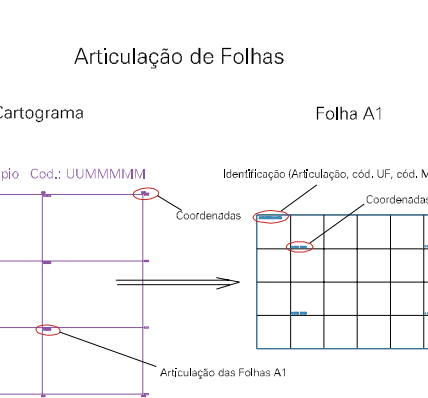 Articulação de Folhas
Cartograma
Folha A1
pio Cod.: UUMMMMM
Identificação (Articulação, cód. UF, cód. M
Coordenadas
Coordenadas
Articulação das Folhas A1